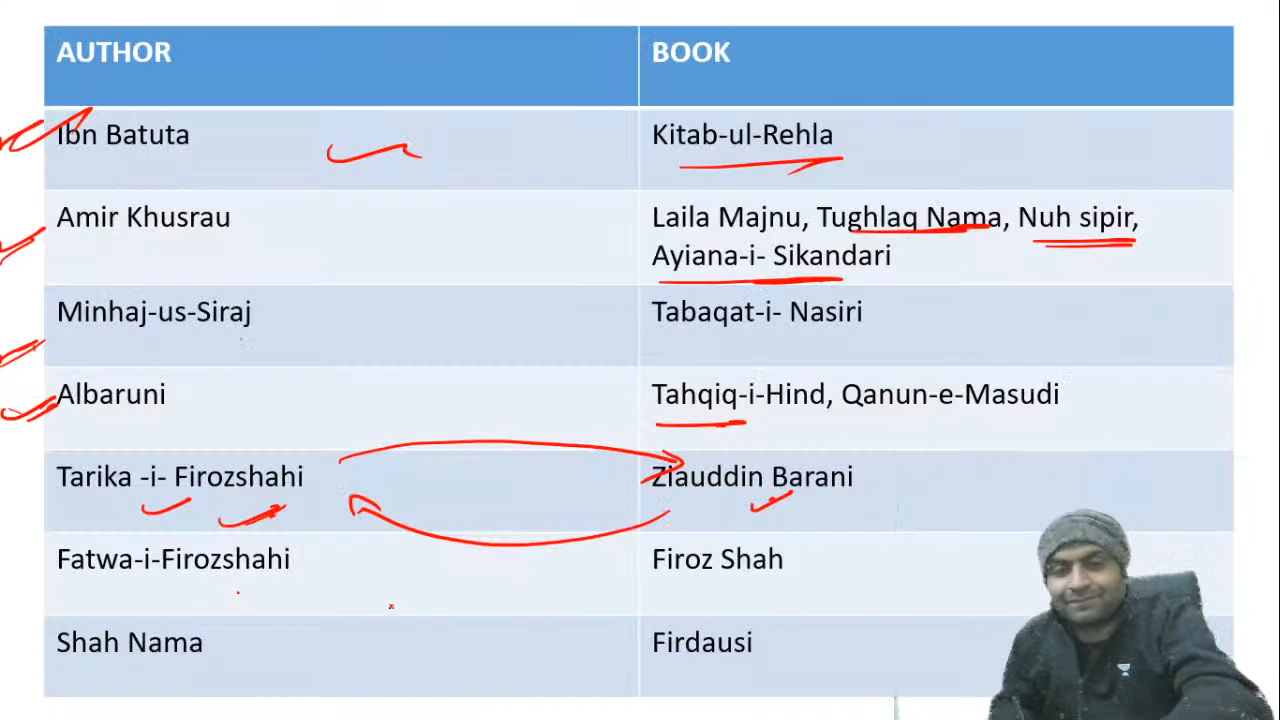 AUTHOR BOOK
Ibn Batuta Kitab-ul-Rehla
Amir Khusrau Laila Majnu, Tughlaq Nama, Nuh sipir,
Ayiana-i- Sikandari
Minhaj-us-Siraj Tabaqat-i- Nasiri
Albaruni Tahqiq-i-Hind, Qanun-e-Masudi
Tarika -i- Firozshahi Ziauddin Barani
Fatwa-i-Firozshahi Firoz Shah
Shah Nama Firdausi